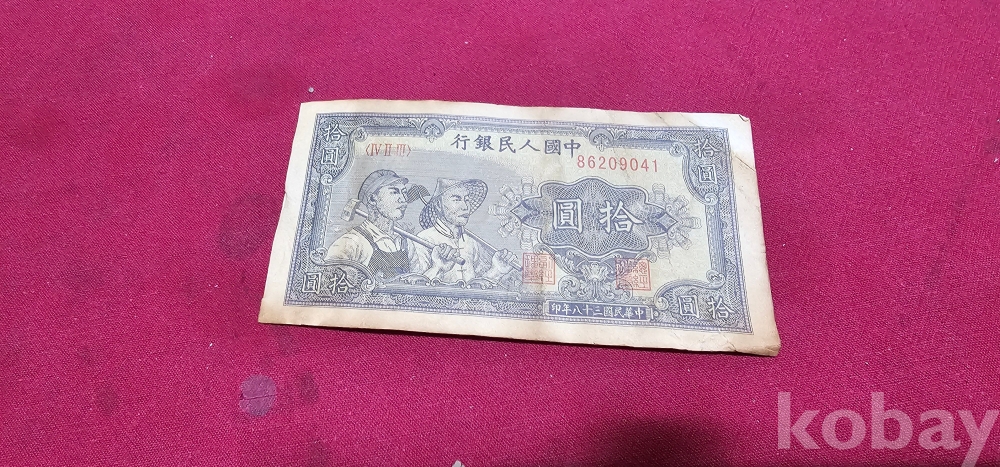 中國人民銀行
〈IV II III〉
86209041
拾圓
拾圓
拾圓
拾圓
拾圓
中華民國三十八年印
kobay